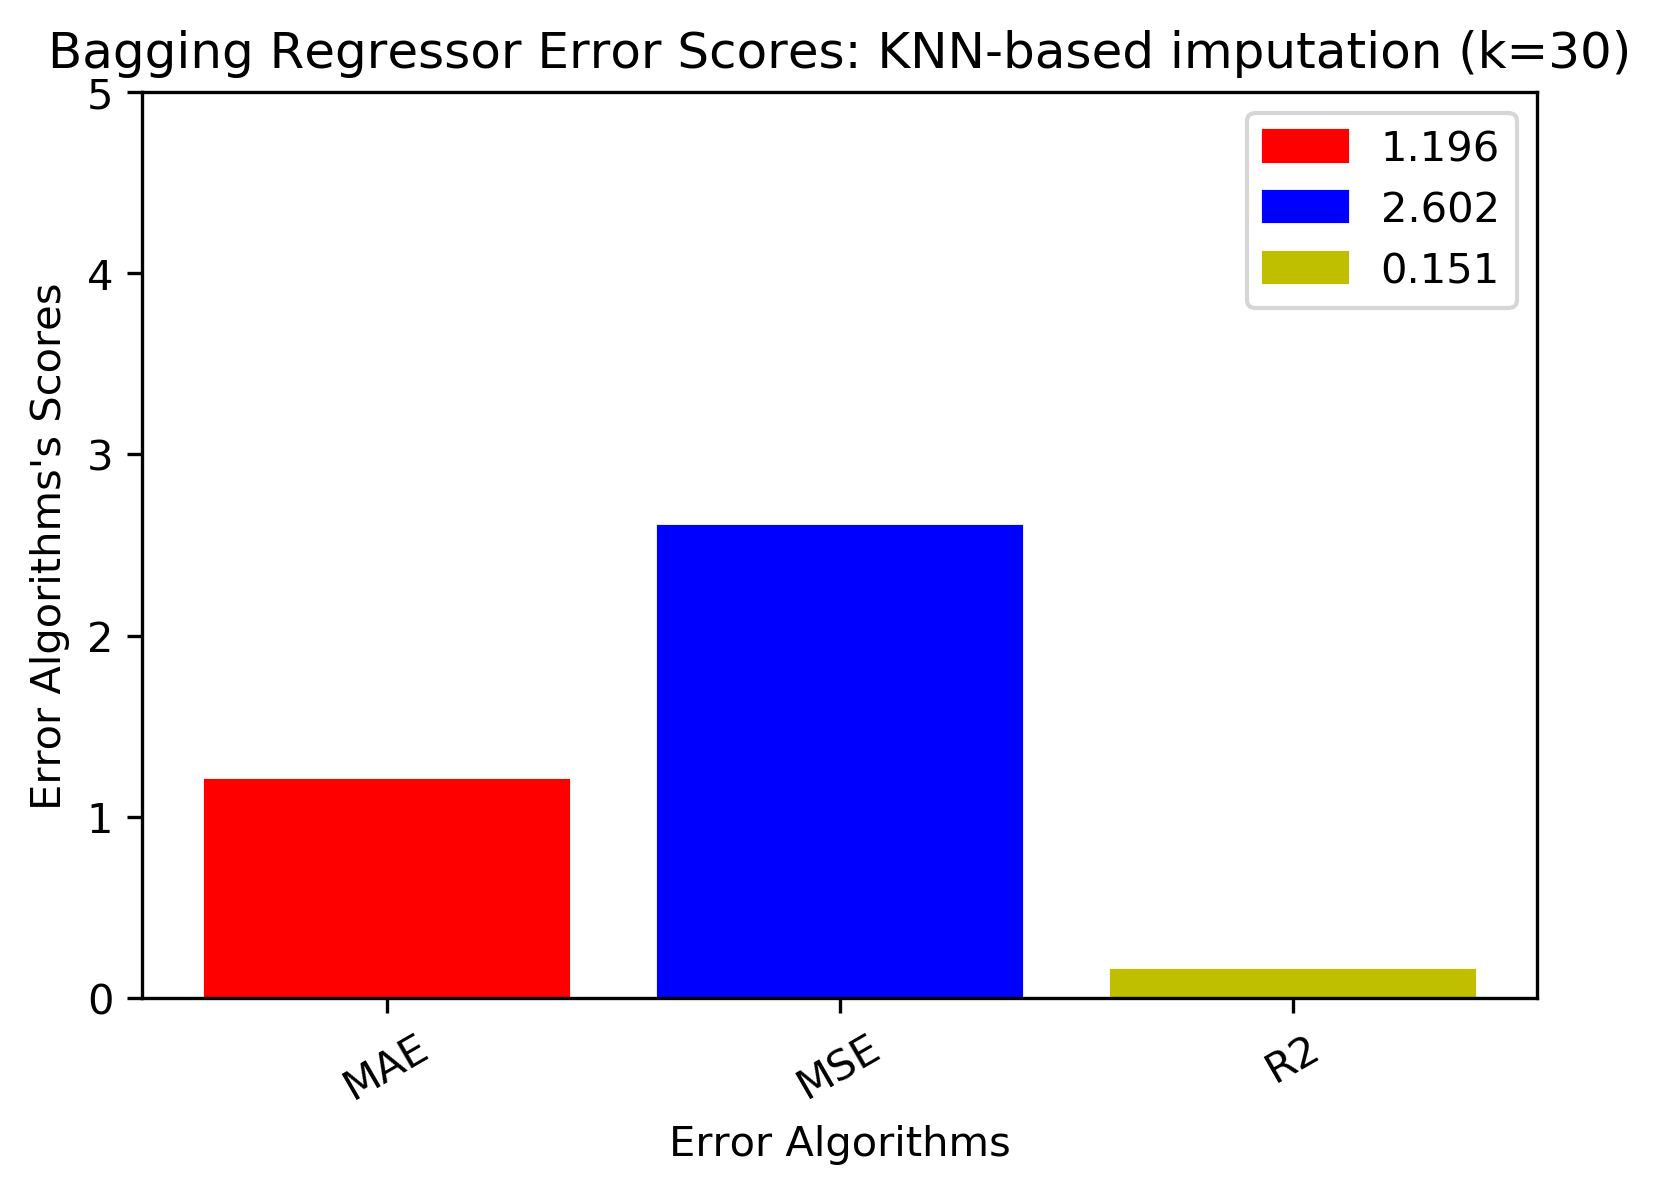 Bagging Regressor Error Scores: KNN-based imputation (k=30)
5
4
3
2
1
0
Error Algorithms's Scores
1.196
2.602
0.151
MAE
MSE
R2
Error Algorithms